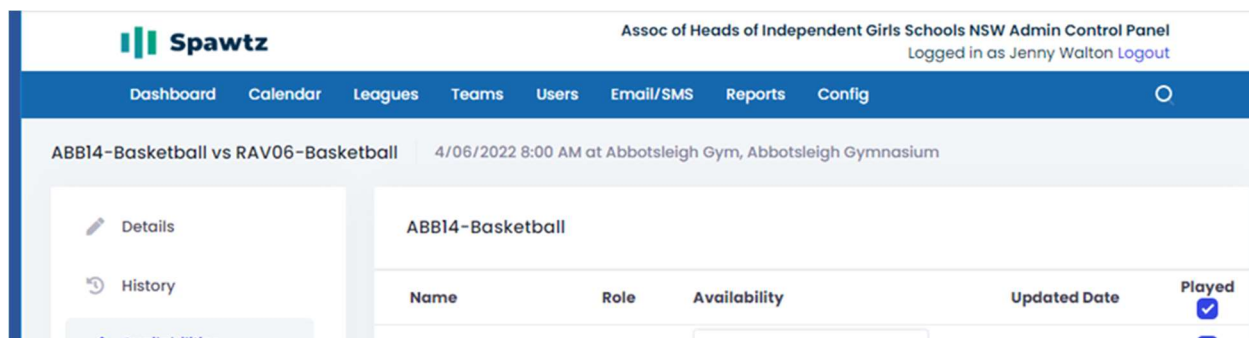 Spawtz
Assoc of Heads of Independent Girls Schools NSW Admin Control Panel
Logged in as Jenny Walton Logout
Dashboard Calendar Leagues Teams Users Email/SMS Reports Config
ABB14-Basketball vs RAV06-Basketball 4/06/2022 8:00 AM at Abbotsleigh Gym, Abbotsleigh Gymnasium
Details
ABB14-Basketball
History
Name Role Availability Updated Date Played